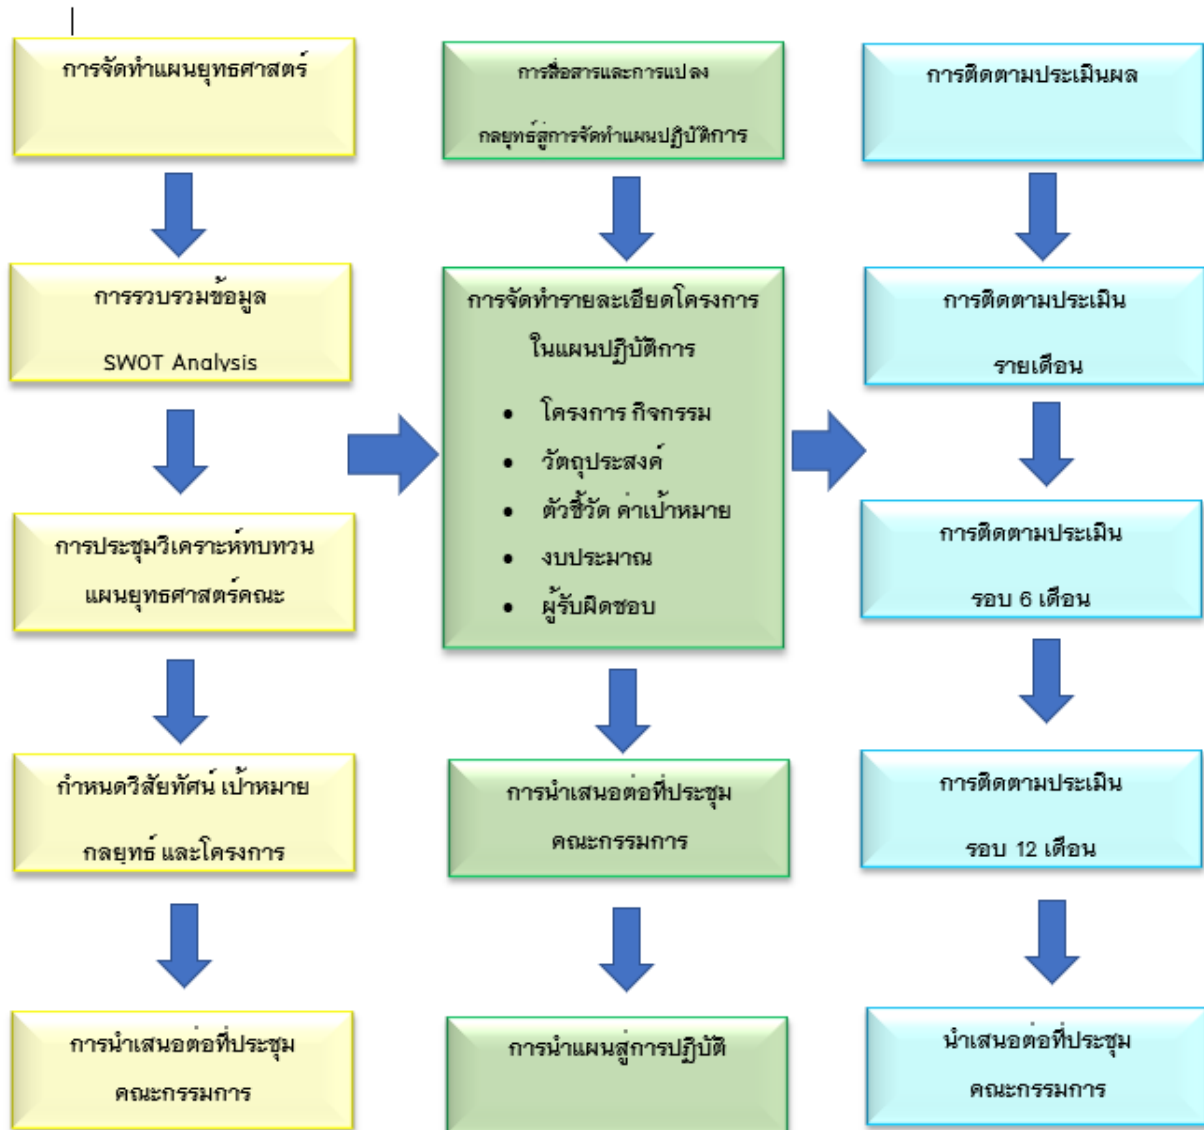 การจัดทำแผนยุทธศาสตร์
การรวบรวมข้อมูล
SWOT Analysis
การประชุมวิเคราะห์ทบทวน
แผนยุทธศาสตร์คณะ
กำหนดวิสัยทัศน์ เป้าหมาย
กลยุทธ์ และโครงการ
การนำเสนอต่อที่ประชุม
คณะกรรมการ
การสื่อสารและการแปลง
กลยุทธ์สู่การจัดทำแผนปฏิบัติการ
การจัดทำรายละเอียดโครงการ
ในแผนปฏิบัติการ
• โครงการ กิจกรรม
• วัตถุประสงค์
• ตัวชี้วัด ค่าเป้าหมาย
• งบประมาณ
• ผู้รับผิดชอบ
การนำเสนอต่อที่ประชุม
คณะกรรมการ
การนำแผนสู่การปฏิบัติ
การติดตามประเมินผล
การติดตามประเมิน
รายเดือน
การติดตามประเมิน
รอบ 6 เดือน
การติดตามประเมิน
รอบ 12 เดือน
นำเสนอต่อที่ประชุม
คณะกรรมการ